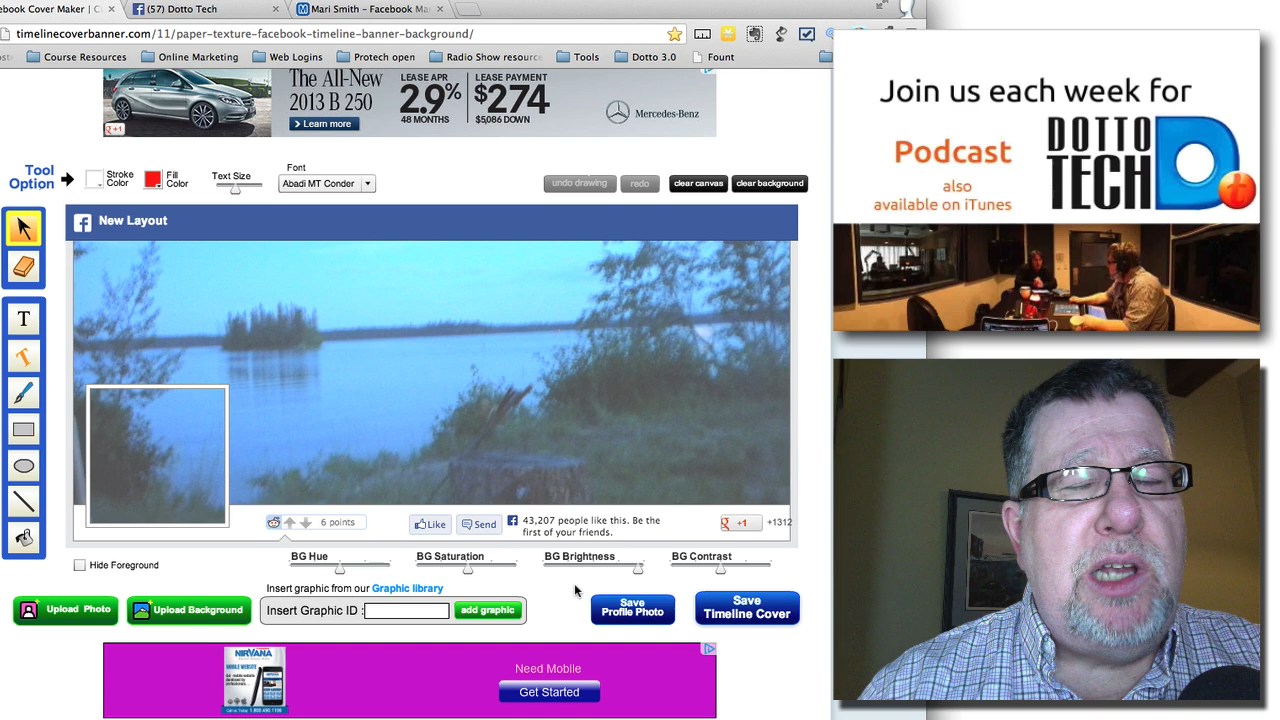 ebook Cover Maker | C
(57) Dotto Tech
Mari Smith – Facebook Mar
timelinecoverbanner.com/11/paper-texture-facebook-timeline-banner-background/
Course Resources
Online Marketing
Web Logins
Protech open
Radio Show resource
Tools
Dotto 3.0
Fount
The All-New
2013 B 250
Learn more
LEASE APR
2.9%
48 MONTHS
LEASE PAYMENT
$274
$5,086 DOWN
Mercedes-Benz
+1
Tool
Option
Stroke
Color
Fill
Color
Text Size
Font
Abadi MT Conder
undo drawing
redo
clear canvas
clear background
New Layout
T
T
6 points
Like
Send
43,207 people like this. Be the
first of your friends.
+1
+1312
Hide Foreground
BG Hue
BG Saturation
BG Brightness
BG Contrast
Insert graphic from our Graphic library
Upload Photo
Upload Background
Insert Graphic ID :
add graphic
Save
Profile Photo
Save
Timeline Cover
NIRVANA
MOBILE WEBSITE
Need Mobile
Get Started
Join us each week for
Podcast
also
available on iTunes
DOTTO
TECH
D
t